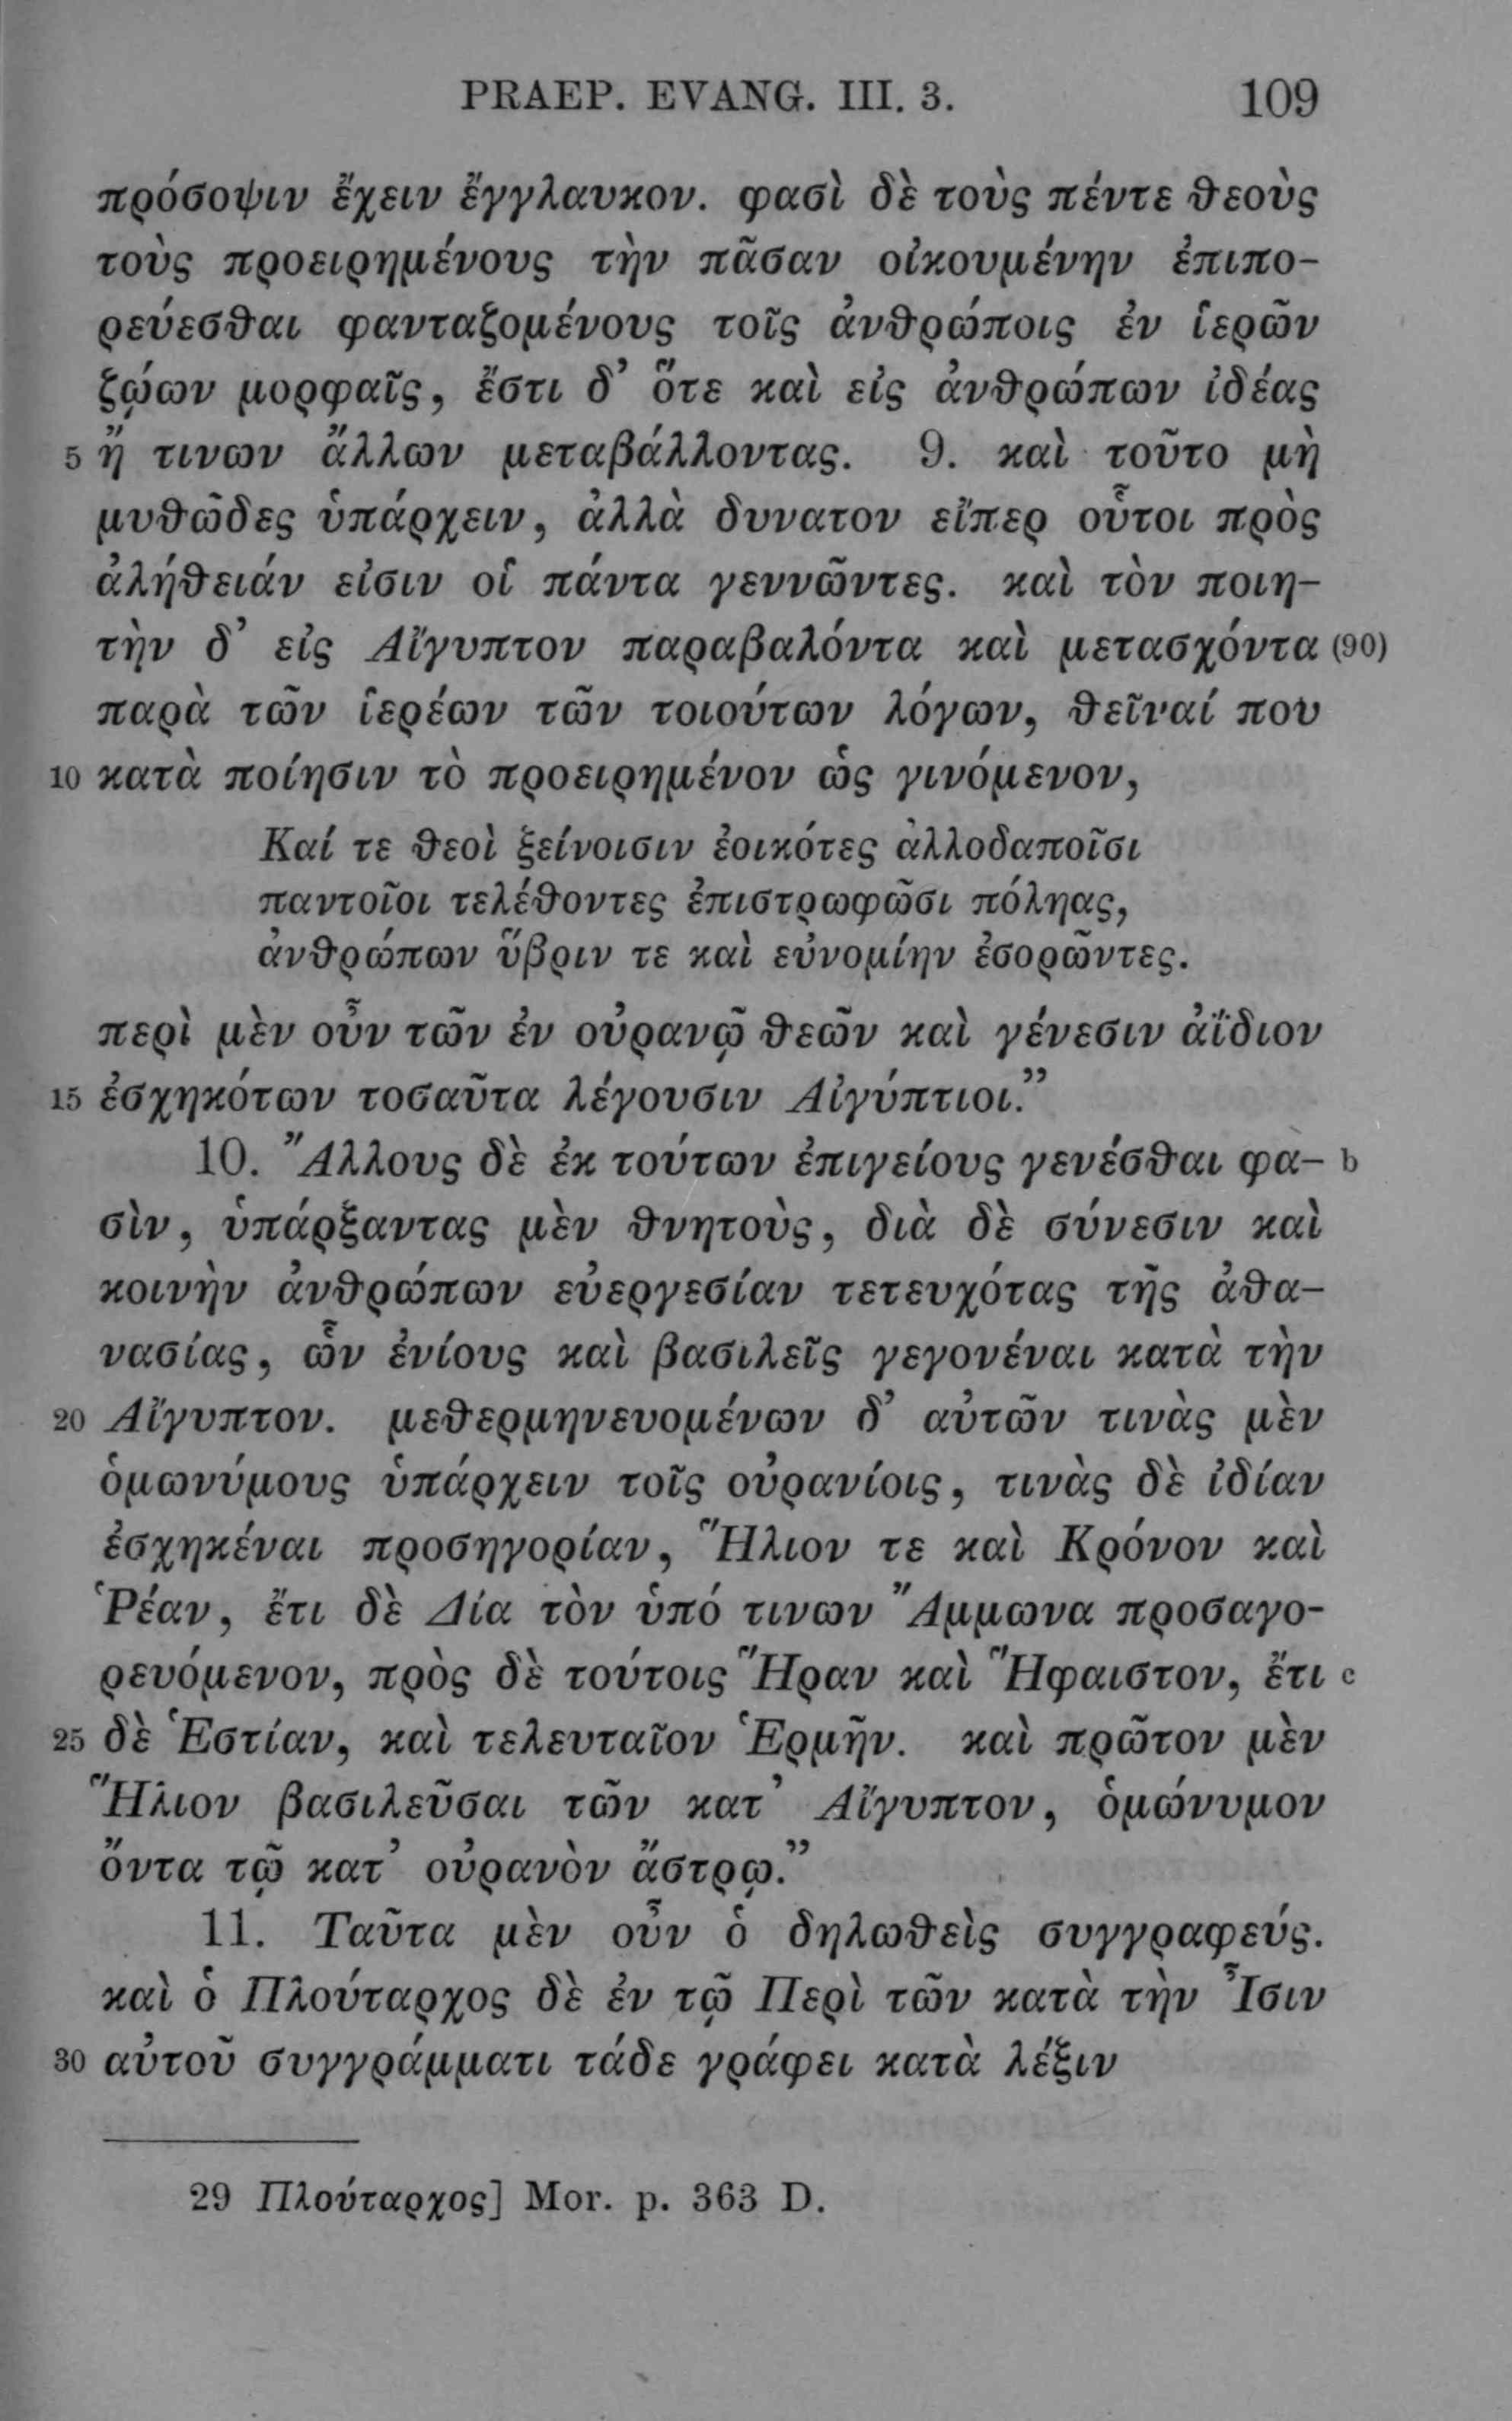 PRAEP. EVANG. III. 3. 109
πρόσοψιν ἔχειν ἔγγλαυκον. φασὶ δὲ τοὺς πέντε θεοὺς
τοὺς προειρημένους τὴν πᾶσαν οἰκουμένην ἐπιπο-
ρεύεσθαι φανταζομένους τοῖς ἀνθρώποις ἐν ἱερῶν
ζῴων μορφαῖς, ἔστι δ’ ὅτε καὶ εἰς ἀνθρώπων ἰδέας
5 ἤ τινων ἄλλων μεταβάλλοντας. 9. καὶ τοῦτο μὴ
μυθῶδες ὑπάρχειν, ἀλλὰ δυνατον εἴπερ οὗτοι πρὸς
ἀλήθειάν εἰσιν οἱ πάντα γεννῶντες. καὶ τὸν ποιη-
τὴν δ’ εἰς Αἴγυπτον παραβαλόντα καὶ μετασχόντα (90)
παρὰ τῶν ἱερέων τῶν τοιούτων λόγων, θεῖναί που
10 κατὰ ποίησιν τὸ προειρημένον ὡς γινόμενον,
Καί τε θεοὶ ξείνοισιν ἐοικότες ἀλλοδαποῖσι
παντοῖοι τελέθοντες ἐπιστρωφῶσι πόληας,
ἀνθρώπων ὕβριν τε καὶ εὐνομίην ἐσορῶντες.
περὶ μὲν οὖν τῶν ἐν οὐρανῷ θεῶν καὶ γένεσιν ἀΐδιον
15 ἐσχηκότων τοσαῦτα λέγουσιν Αἰγύπτιοι.”
10. Ἄλλους δὲ ἐκ τούτων ἐπιγείους γενέσθαι φα- b
σὶν, ὑπάρξαντας μὲν θνητοὺς, διὰ δὲ σύνεσιν καὶ
κοινὴν ἀνθρώπων εὐεργεσίαν τετευχότας τῆς ἀθα-
νασίας, ὧν ἐνίους καὶ βασιλεῖς γεγονέναι κατὰ τὴν
20 Αἴγυπτον. μεθερμηνευομένων δ’ αὐτῶν τινὰς μὲν
ὁμωνύμους ὑπάρχειν τοῖς οὐρανίοις, τινὰς δὲ ἰδίαν
ἐσχηκέναι προσηγορίαν, Ἥλιον τε καὶ Κρόνον καὶ
Ῥέαν, ἔτι δὲ Δία τὸν ὑπό τινων Ἄμμωνα προσαγο-
ρευόμενον, πρὸς δὲ τούτοις Ἥραν καὶ Ἥφαιστον, ἔτι c
25 δὲ Ἑστίαν, καὶ τελευταῖον Ἑρμῆν. καὶ πρῶτον μὲν
Ἥλιον βασιλεῦσαι τῶν κατ’ Αἴγυπτον, ὁμώνυμον
ὄντα τῷ κατ’ οὐρανὸν ἄστρῳ.”
11. Ταῦτα μὲν οὖν ὁ δηλωθεὶς συγγραφεύς.
καὶ ὁ Πλούταρχος δὲ ἐν τῷ Περὶ τῶν κατὰ τὴν Ἶσιν
30 αὐτοῦ συγγράμματι τάδε γράφει κατὰ λέξιν
29 Πλούταρχος] Mor. p. 363 D.